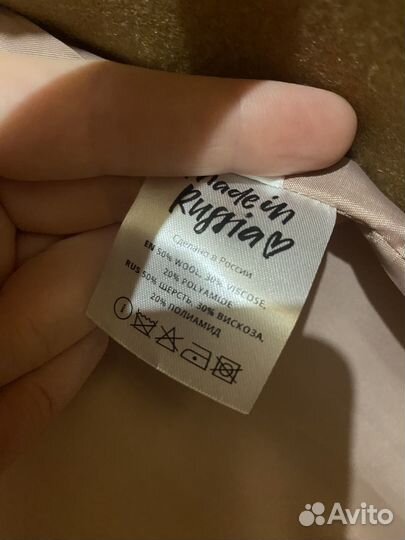 Made in
Russia
Сделано в России
EN 50% WOOL, 30% VISCOSE,
20% POLYAMIDE
RUS 50% ШЕРСТЬ, 30% ВИСКОЗА,
20% ПОЛИАМИД
Avito